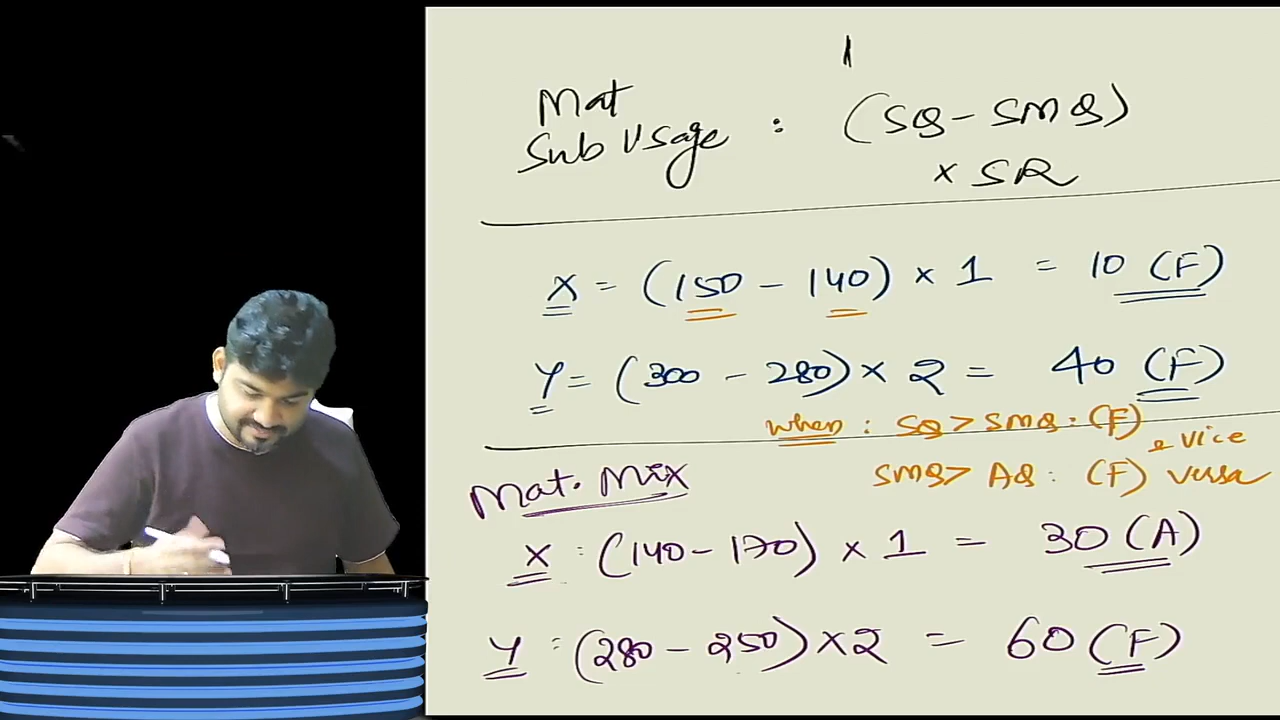 Mat
Sub Usage : (SQ - SMQ)
x SR
X = (150 - 140) x 1 = 10 (F)
Y = (300 - 280) x 2 = 40 (F)
when : SQ > SMQ : (F)
& vice
SMQ > AQ : (F) versa
Mat. Mix
X : (140 - 170) x 1 = 30 (A)
Y : (280 - 250) x 2 = 60 (F)